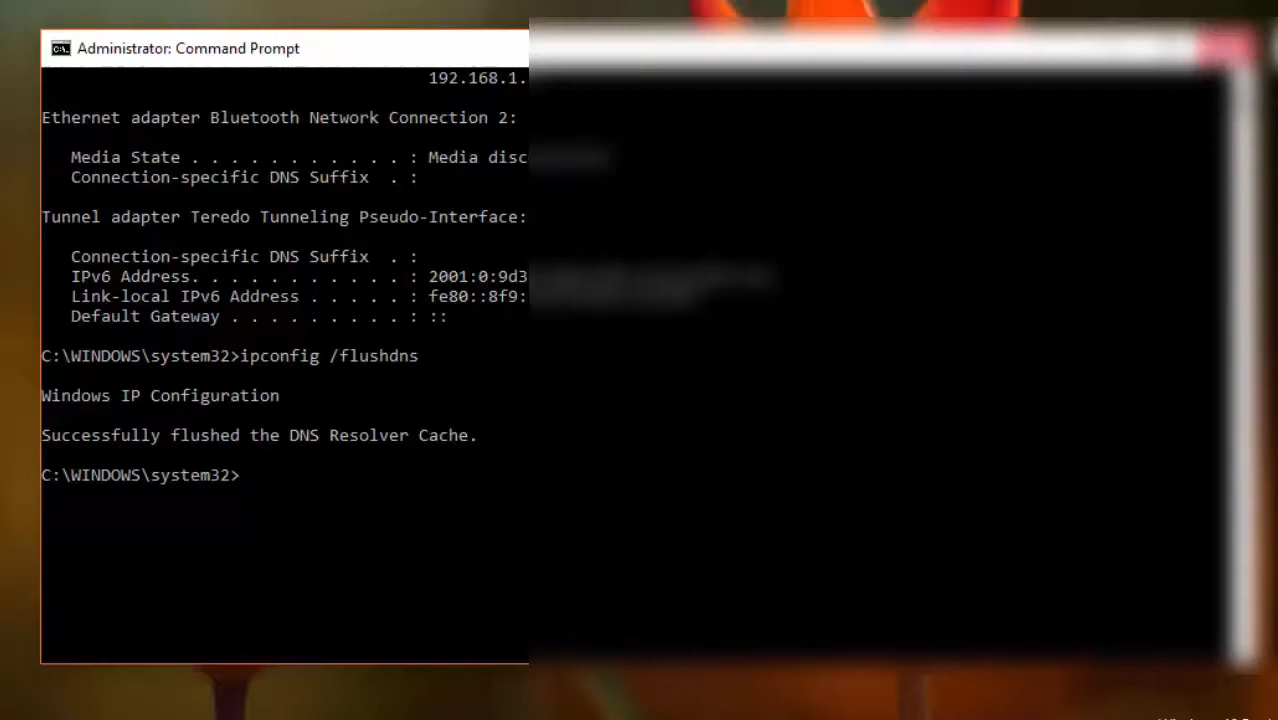 Administrator: Command Prompt
192.168.1.
Ethernet adapter Bluetooth Network Connection 2:
Media State . . . . . . . . . . . : Media disc
Connection-specific DNS Suffix  . :
Tunnel adapter Teredo Tunneling Pseudo-Interface:
Connection-specific DNS Suffix  . :
IPv6 Address. . . . . . . . . . . : 2001:0:9d3
Link-local IPv6 Address . . . . . : fe80::8f9:
Default Gateway . . . . . . . . . : ::
C:\WINDOWS\system32>ipconfig /flushdns
Windows IP Configuration
Successfully flushed the DNS Resolver Cache.
C:\WINDOWS\system32>